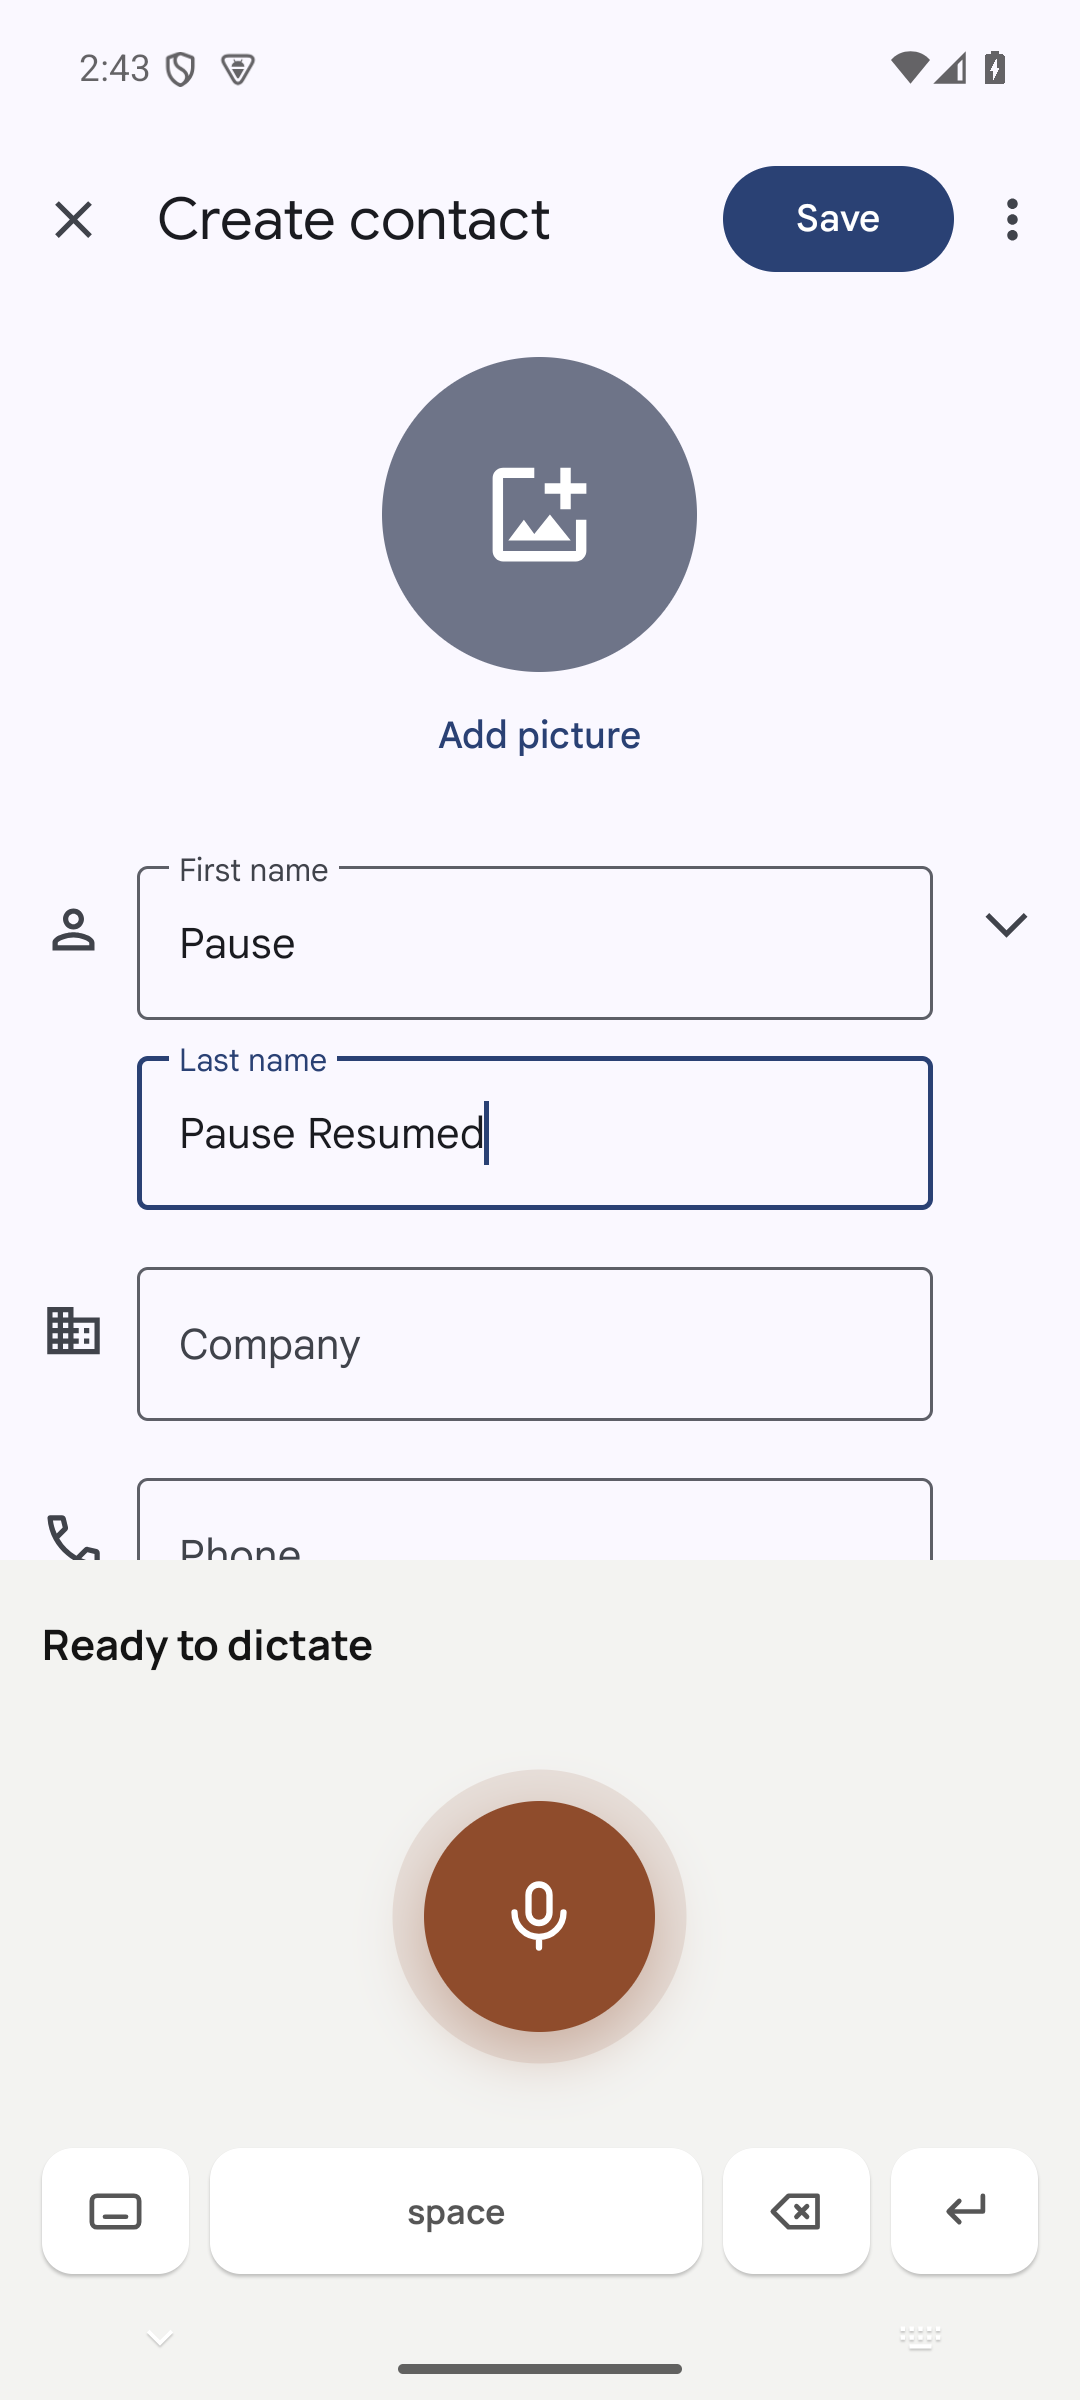 2:43
Create contact
Save
Add picture
First name
Pause
Last name
Pause Resumed
Company
Phone
Ready to dictate
space